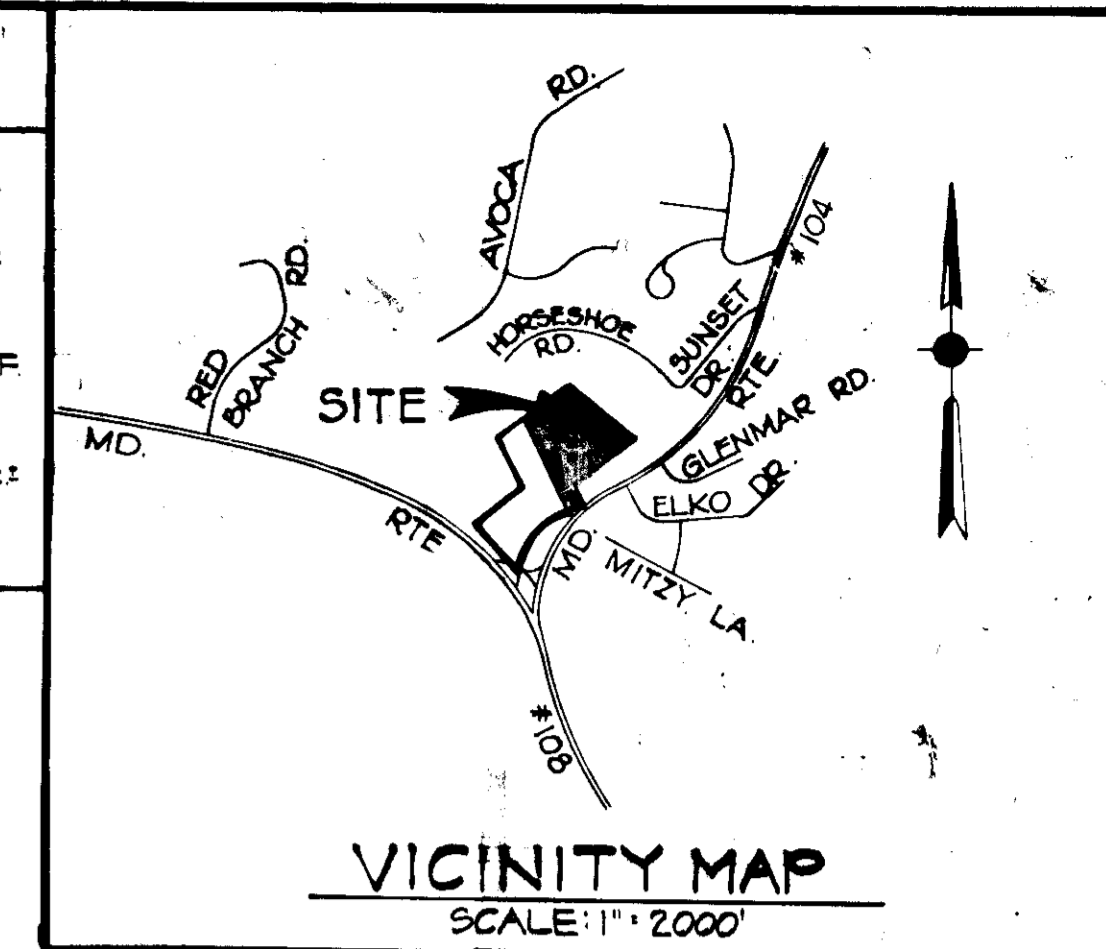 AVOCA RD.
#104
RED BRANCH RD.
HORSESHOE
RD.
SUNSET
DR.
SITE
MD. RTE.
GLENMAR RD.
ELKO DR.
MD. RTE
MITZY LA.
#108
F.
VICINITY MAP
SCALE: 1" = 2000'